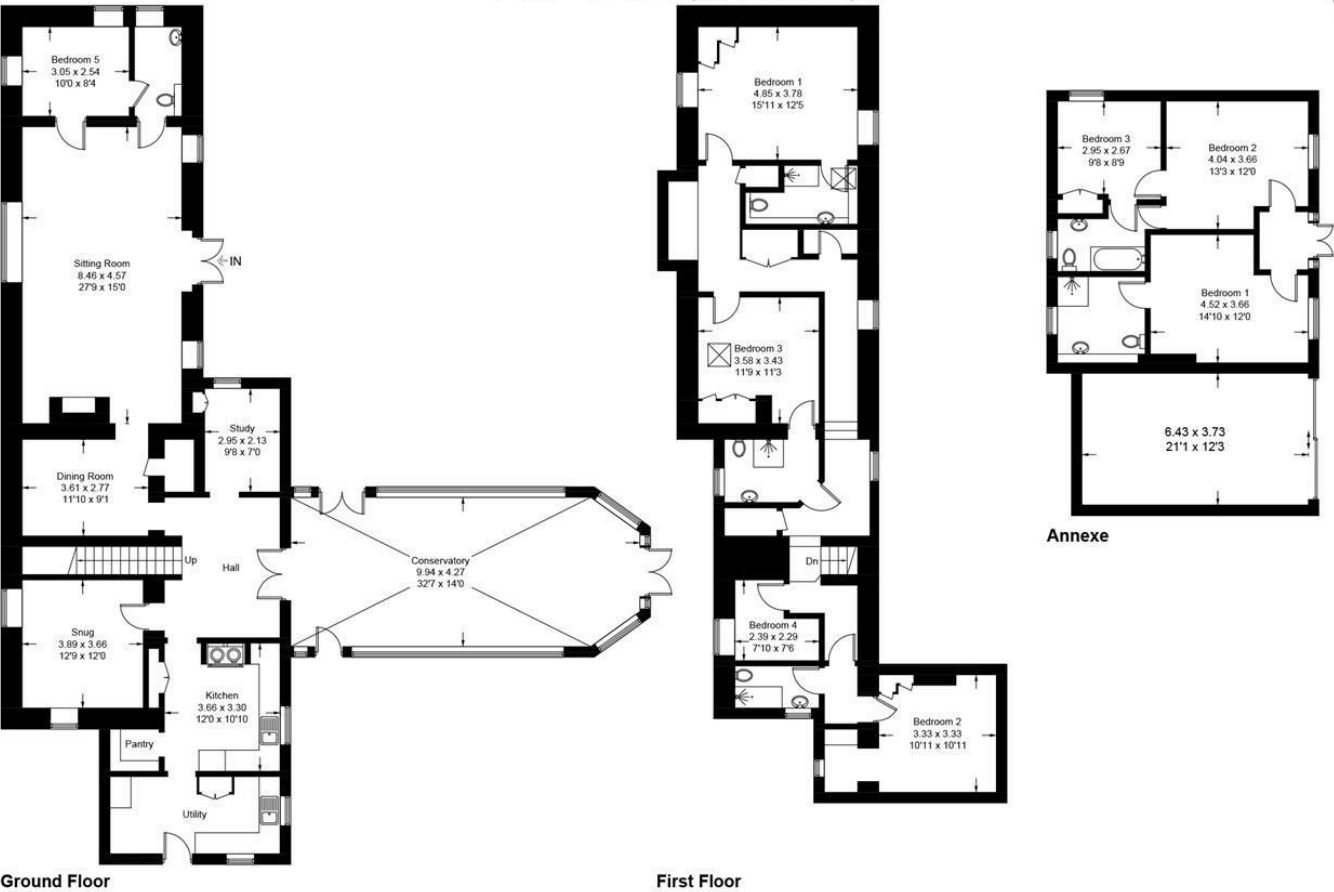 Bedroom 5
3.05 x 2.54
10'0 x 8'4
Sitting Room
8.46 x 4.57
27'9 x 15'0
IN
Study
2.95 x 2.13
9'8 x 7'0
Dining Room
3.61 x 2.77
11'10 x 9'1
Up
Hall
Conservatory
9.94 x 4.27
32'7 x 14'0
Snug
3.89 x 3.66
12'9 x 12'0
Kitchen
3.66 x 3.30
12'0 x 10'10
Pantry
Utility
Ground Floor
Bedroom 1
4.85 x 3.78
15'11 x 12'5
Bedroom 3
3.58 x 3.43
11'9 x 11'3
Dn
Bedroom 4
2.39 x 2.29
7'10 x 7'6
Bedroom 2
3.33 x 3.33
10'11 x 10'11
First Floor
Bedroom 3
2.95 x 2.67
9'8 x 8'9
Bedroom 2
4.04 x 3.66
13'3 x 12'0
Bedroom 1
4.52 x 3.66
14'10 x 12'0
6.43 x 3.73
21'1 x 12'3
Annexe